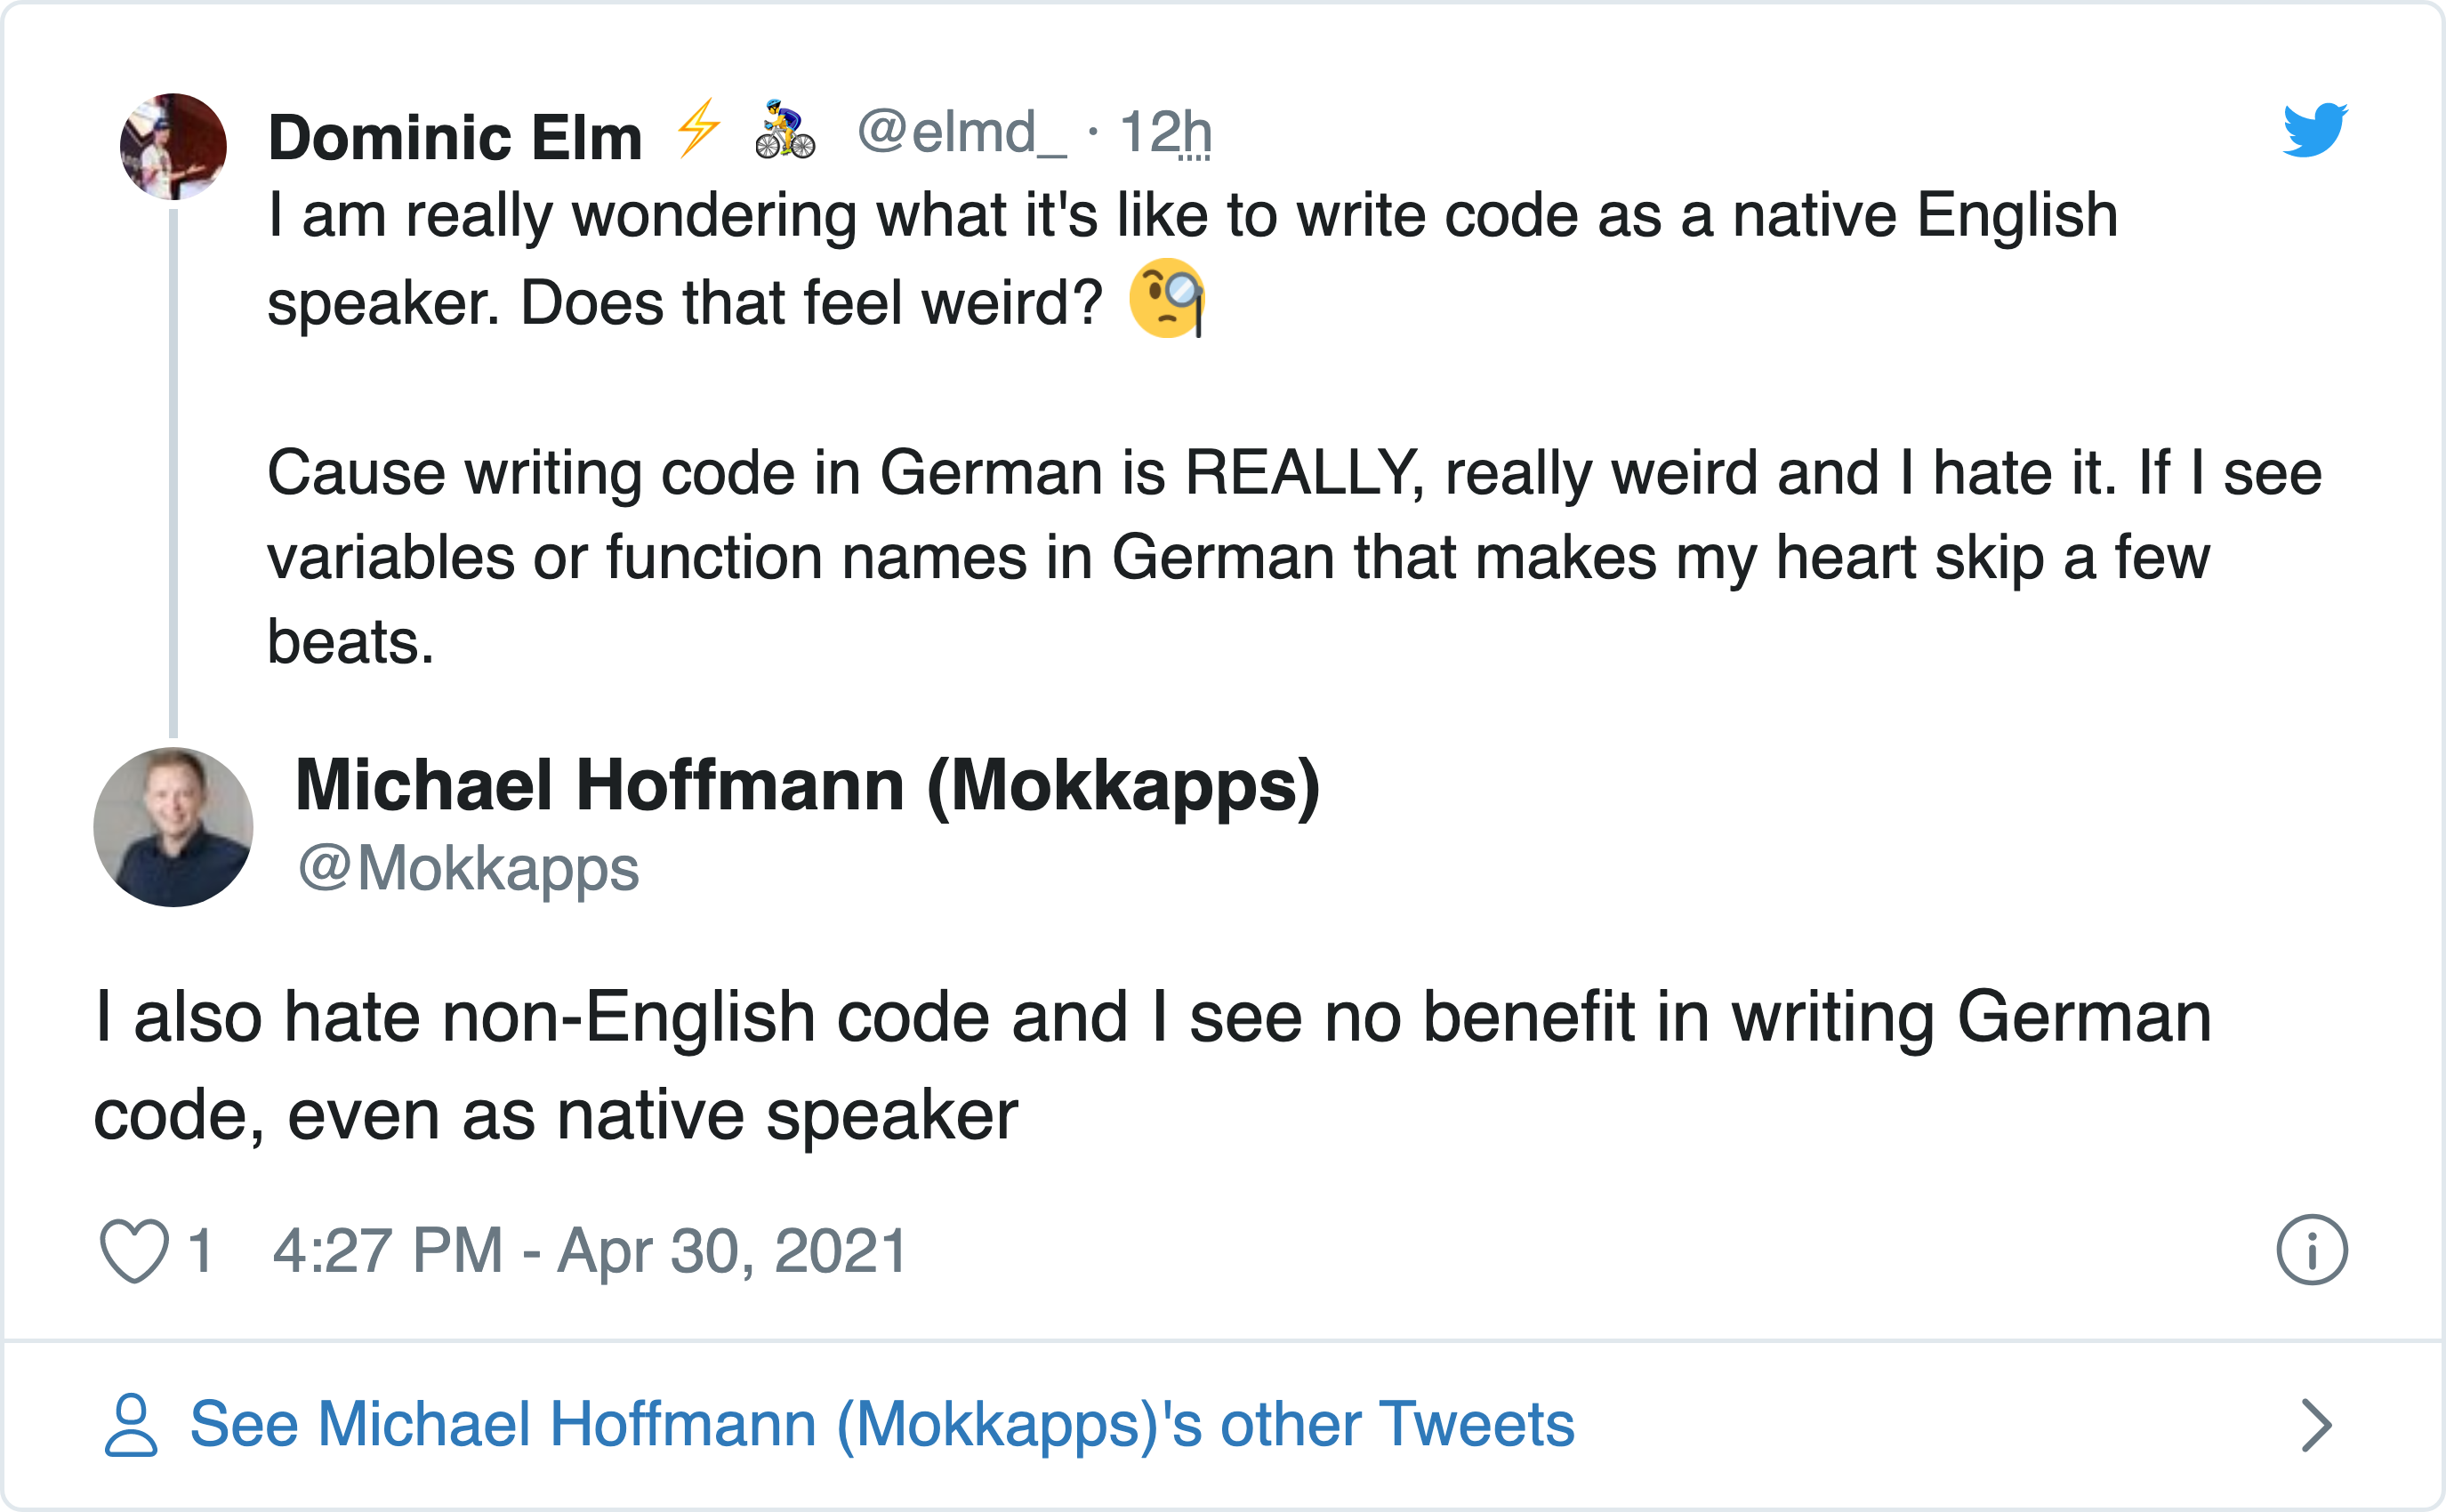 Dominic Elm ⚡ 🚴 @elmd_ · 12h
I am really wondering what it's like to write code as a native English
speaker. Does that feel weird? 🧐
Cause writing code in German is REALLY, really weird and I hate it. If I see
variables or function names in German that makes my heart skip a few
beats.
Michael Hoffmann (Mokkapps)
@Mokkapps
I also hate non-English code and I see no benefit in writing German
code, even as native speaker
1 4:27 PM - Apr 30, 2021
See Michael Hoffmann (Mokkapps)'s other Tweets